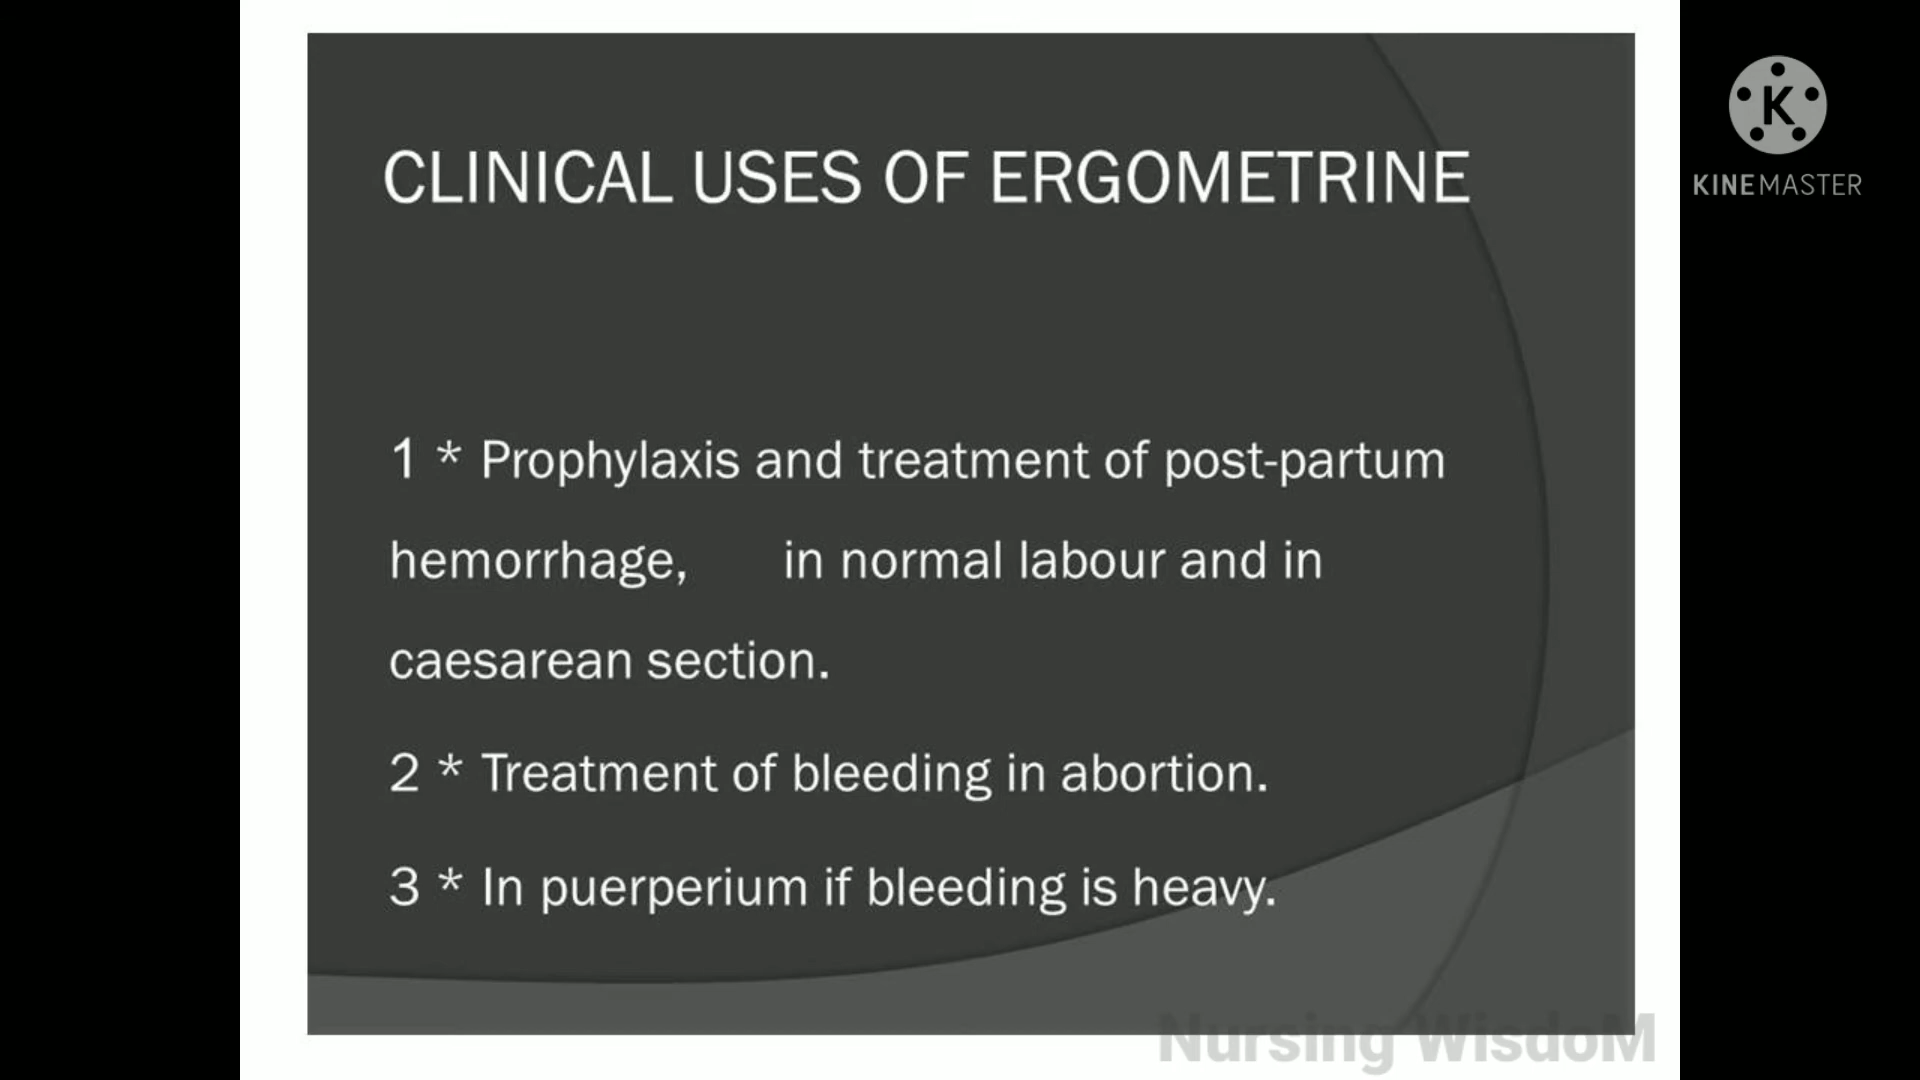 CLINICAL USES OF ERGOMETRINE
K
KINEMASTER
1 * Prophylaxis and treatment of post-partum
hemorrhage, in normal labour and in
caesarean section.
2 * Treatment of bleeding in abortion.
3 * In puerperium if bleeding is heavy.
Nursing WisdoM